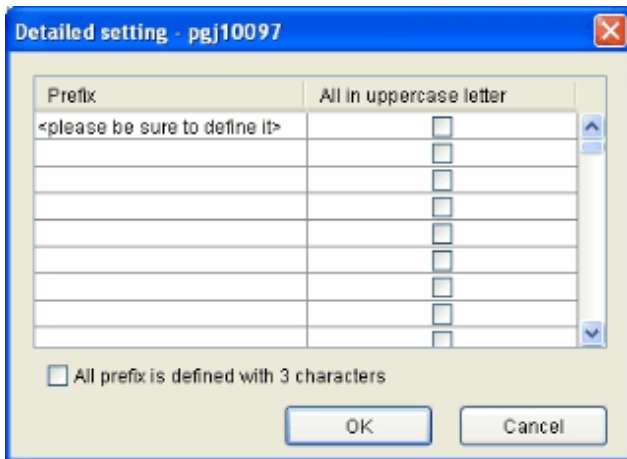 Detailed setting - pgj10097
Prefix All in uppercase letter
<please be sure to define it>
All prefix is defined with 3 characters
OK Cancel